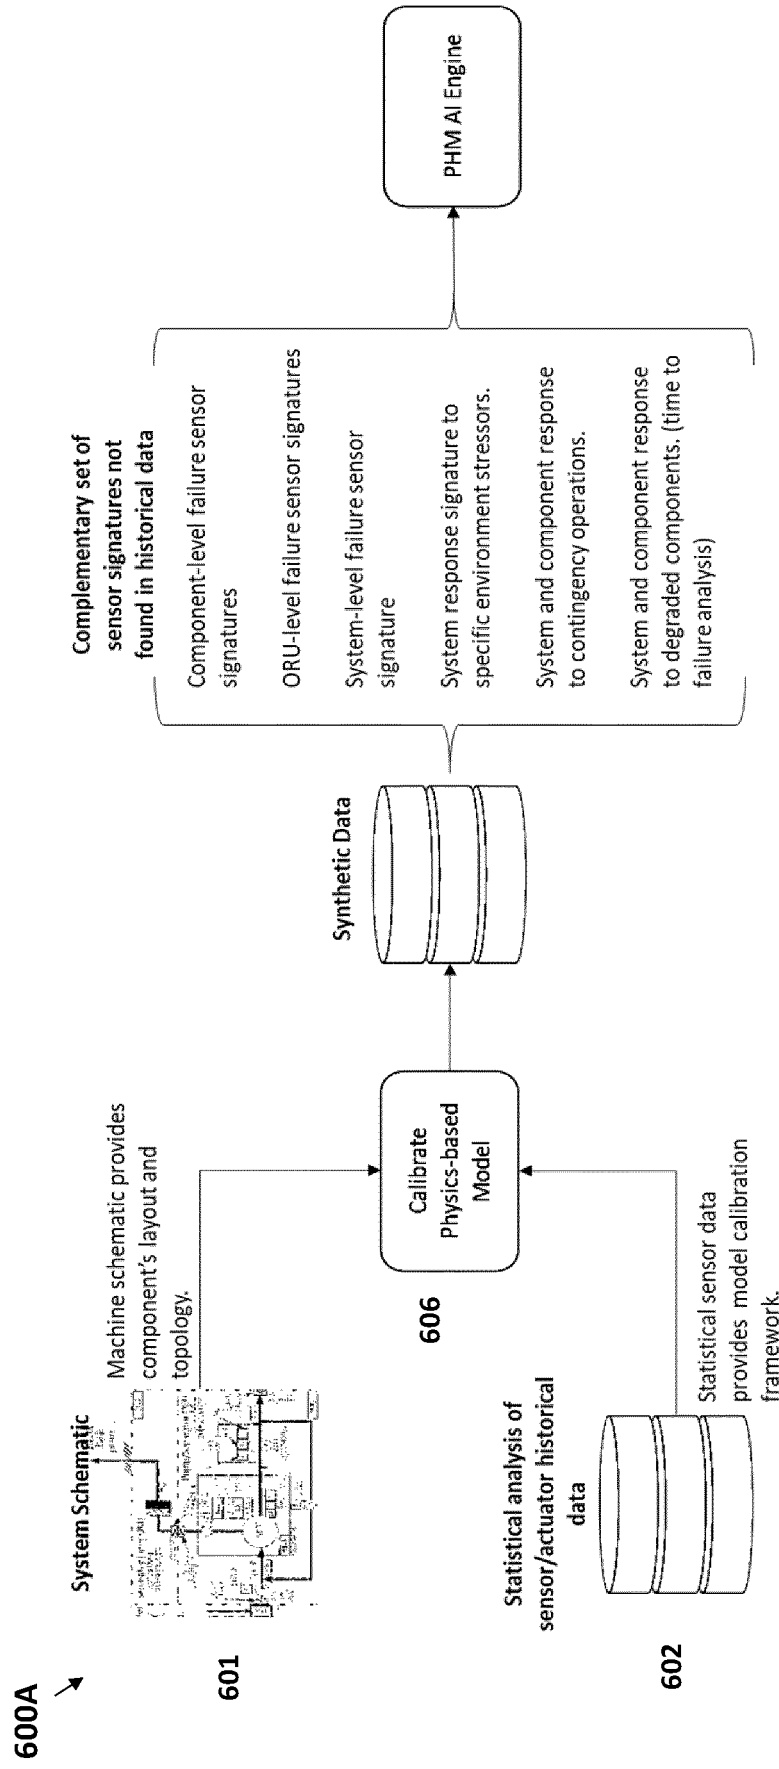 600A
System Schematic
601
Machine schematic provides
component's layout and
topology.
Statistical analysis of
sensor/actuator historical
data
602
Statistical sensor data
provides model calibration
framework.
606
Calibrate
Physics-based
Model
Synthetic Data
Complementary set of
sensor signatures not
found in historical data
Component-level failure sensor
signatures
ORU-level failure sensor signatures
System-level failure sensor
signature
System response signature to
specific environment stressors.
System and component response
to contingency operations.
System and component response
to degraded components. (time to
failure analysis)
PHM AI Engine